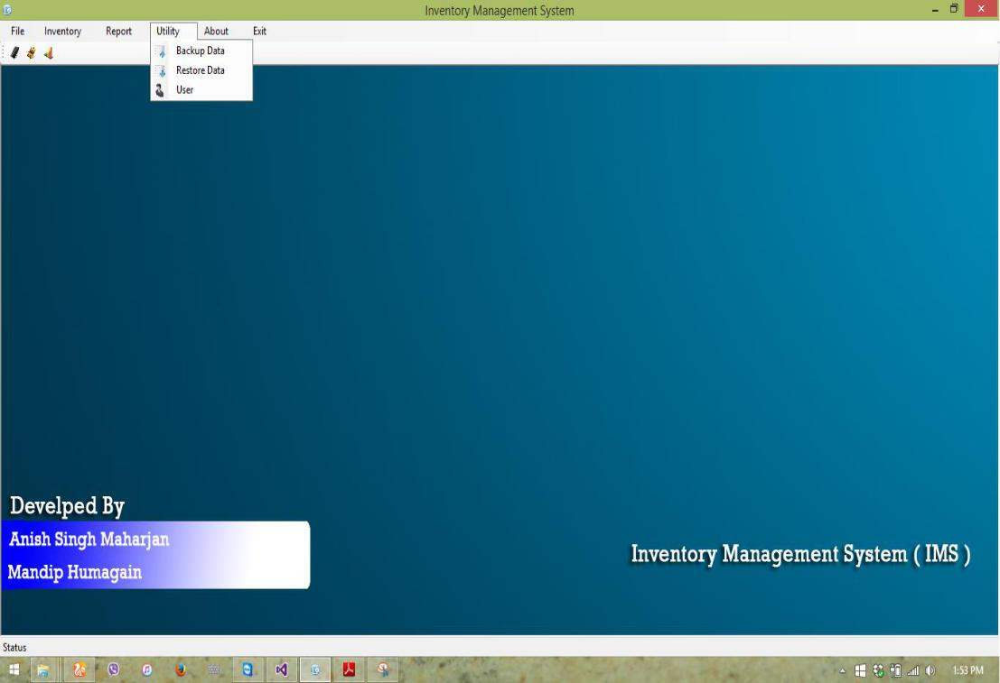 Inventory Management System
File Inventory Report Utility About Exit
Backup Data
Restore Data
User
Develped By
Anish Singh Maharjan
Mandip Humagain
Inventory Management System ( IMS )
Status
1:53 PM